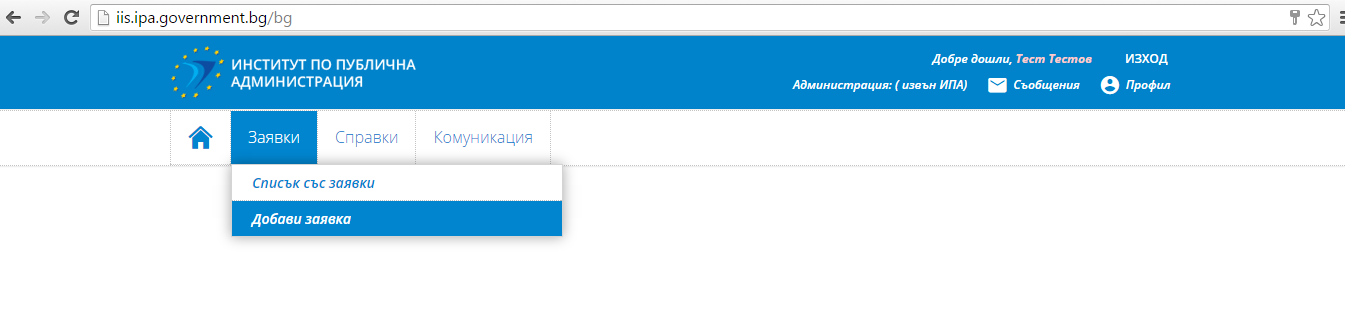 iis.ipa.government.bg/bg
ИНСТИТУТ ПО ПУБЛИЧНА
АДМИНИСТРАЦИЯ
Добре дошли, Тест Тестов ИЗХОД
Администрация: ( извън ИПА) Съобщения Профил
Заявки Справки Комуникация
Списък със заявки
Добави заявка